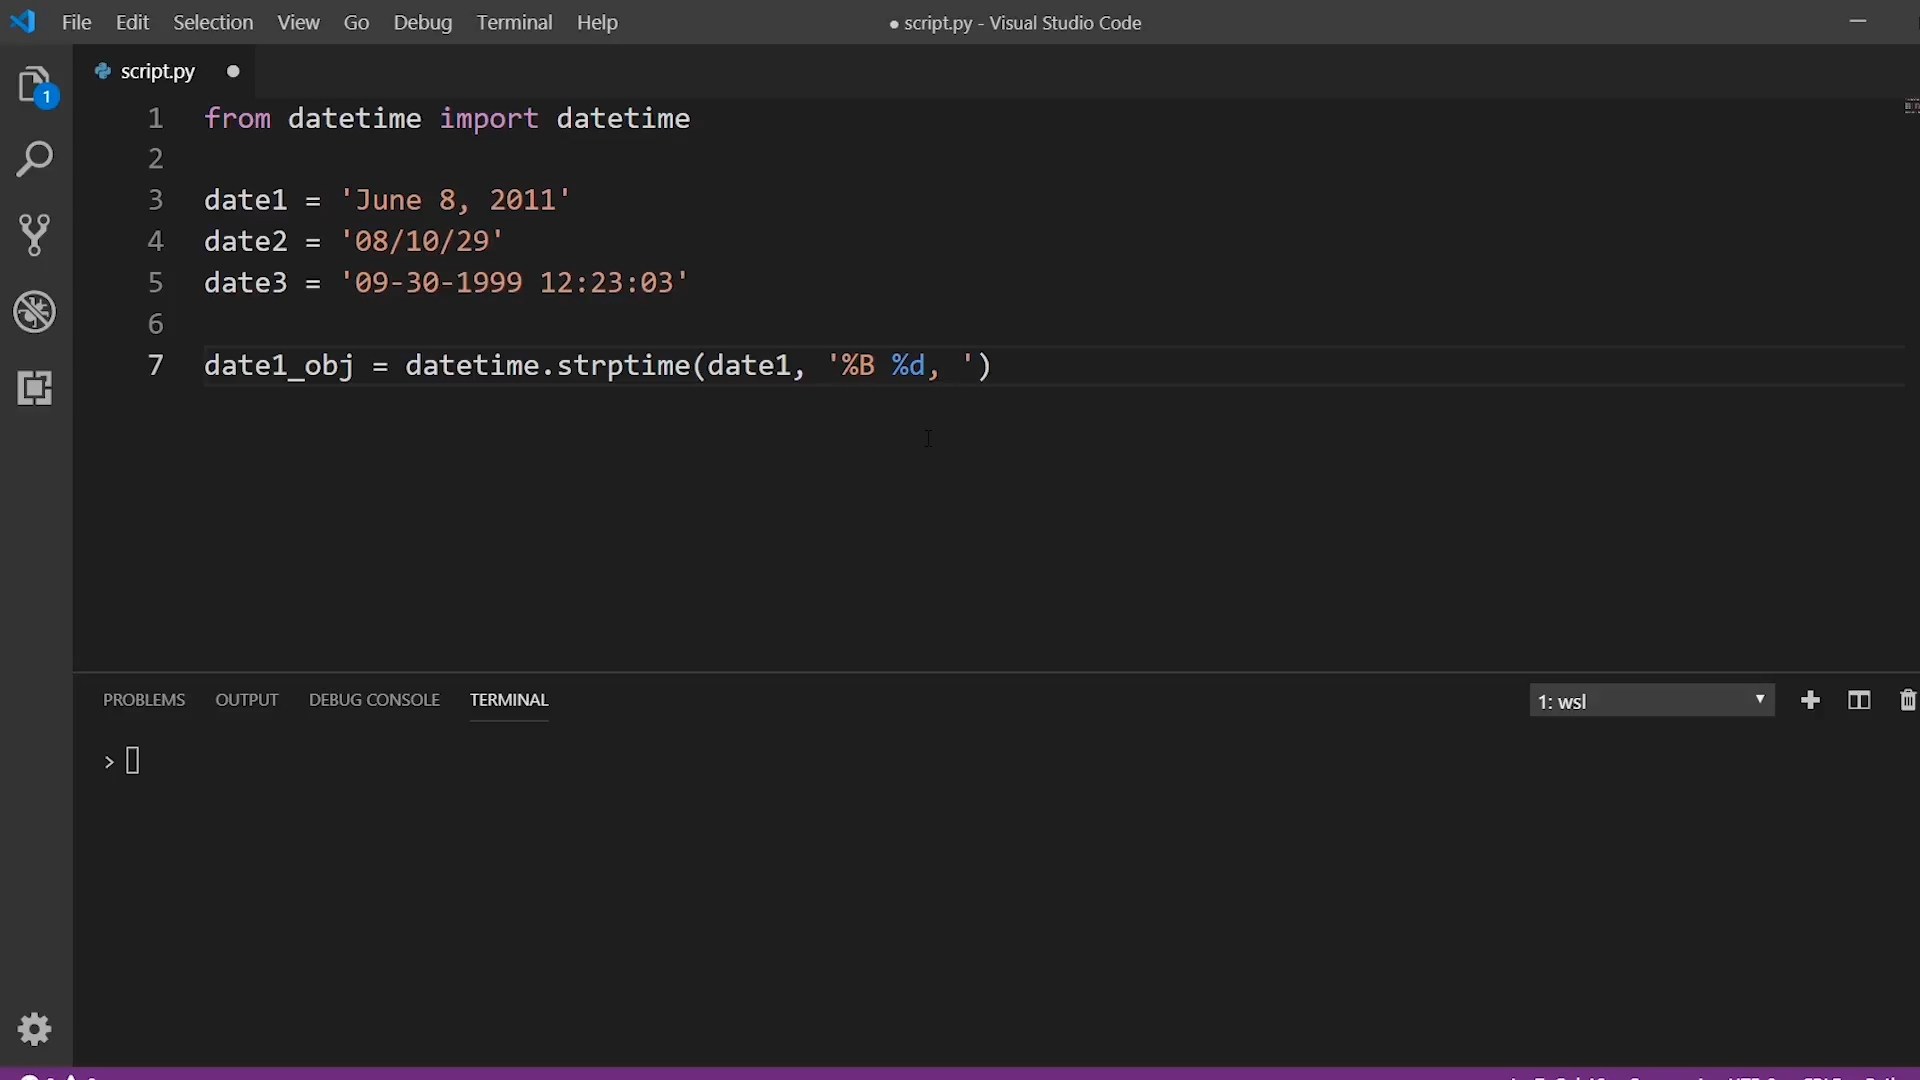 File Edit Selection View Go Debug Terminal Help ● script.py - Visual Studio Code
script.py ●
1
1 from datetime import datetime
2
3 date1 = 'June 8, 2011'
4 date2 = '08/10/29'
5 date3 = '09-30-1999 12:23:03'
6
7 date1_obj = datetime.strptime(date1, '%B %d, ')
PROBLEMS OUTPUT DEBUG CONSOLE TERMINAL 1: wsl
>